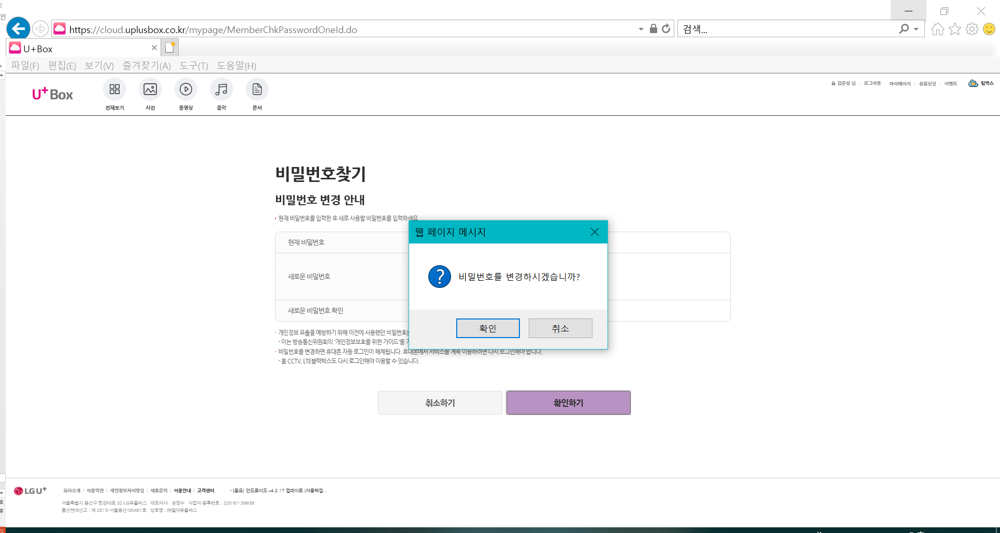 https://cloud.uplusbox.co.kr/mypage/MemberChkPasswordOneId.do
검색...
U+Box
파일(F) 편집(E) 보기(V) 즐겨찾기(A) 도구(T) 도움말(H)
U+Box
전체보기 사진 동영상 음악 문서
김준성 님 로그아웃 마이페이지 상품신청 이벤트 팀박스
비밀번호찾기
비밀번호 변경 안내
현재 비밀번호를 입력한 후 새로 사용할 비밀번호를 입력하세요
웹 페이지 메시지
현재 비밀번호
새로운 비밀번호
비밀번호를 변경하시겠습니까?
새로운 비밀번호 확인
확인 취소
개인정보 유출을 예방하기 위해 이전에 사용했던 비밀번호는
- 이는 방송통신위원회의 '개인정보보호를 위한 가이드'를
비밀번호를 변경하면 휴대폰 자동 로그인이 해제됩니다. 휴대폰에서 서비스를 계속 이용하려면 다시 로그인해야 합니다.
- 홈 CCTV, LTE블랙박스도 다시 로그인해야 이용할 수 있습니다.
취소하기 확인하기
LG U+
회사소개 이용약관 개인정보처리방침 제휴문의 이용안내 고객센터 · [중요] 안드로이드 v4.2.17 업데이트 (자동백업...
서울특별시 용산구 한강대로 32 LG유플러스 대표이사 : 권영수 사업자 등록번호 : 220-81-39938
통신판매신고 : 제 2015-서울용산-00481호 상호명 : ㈜엘지유플러스